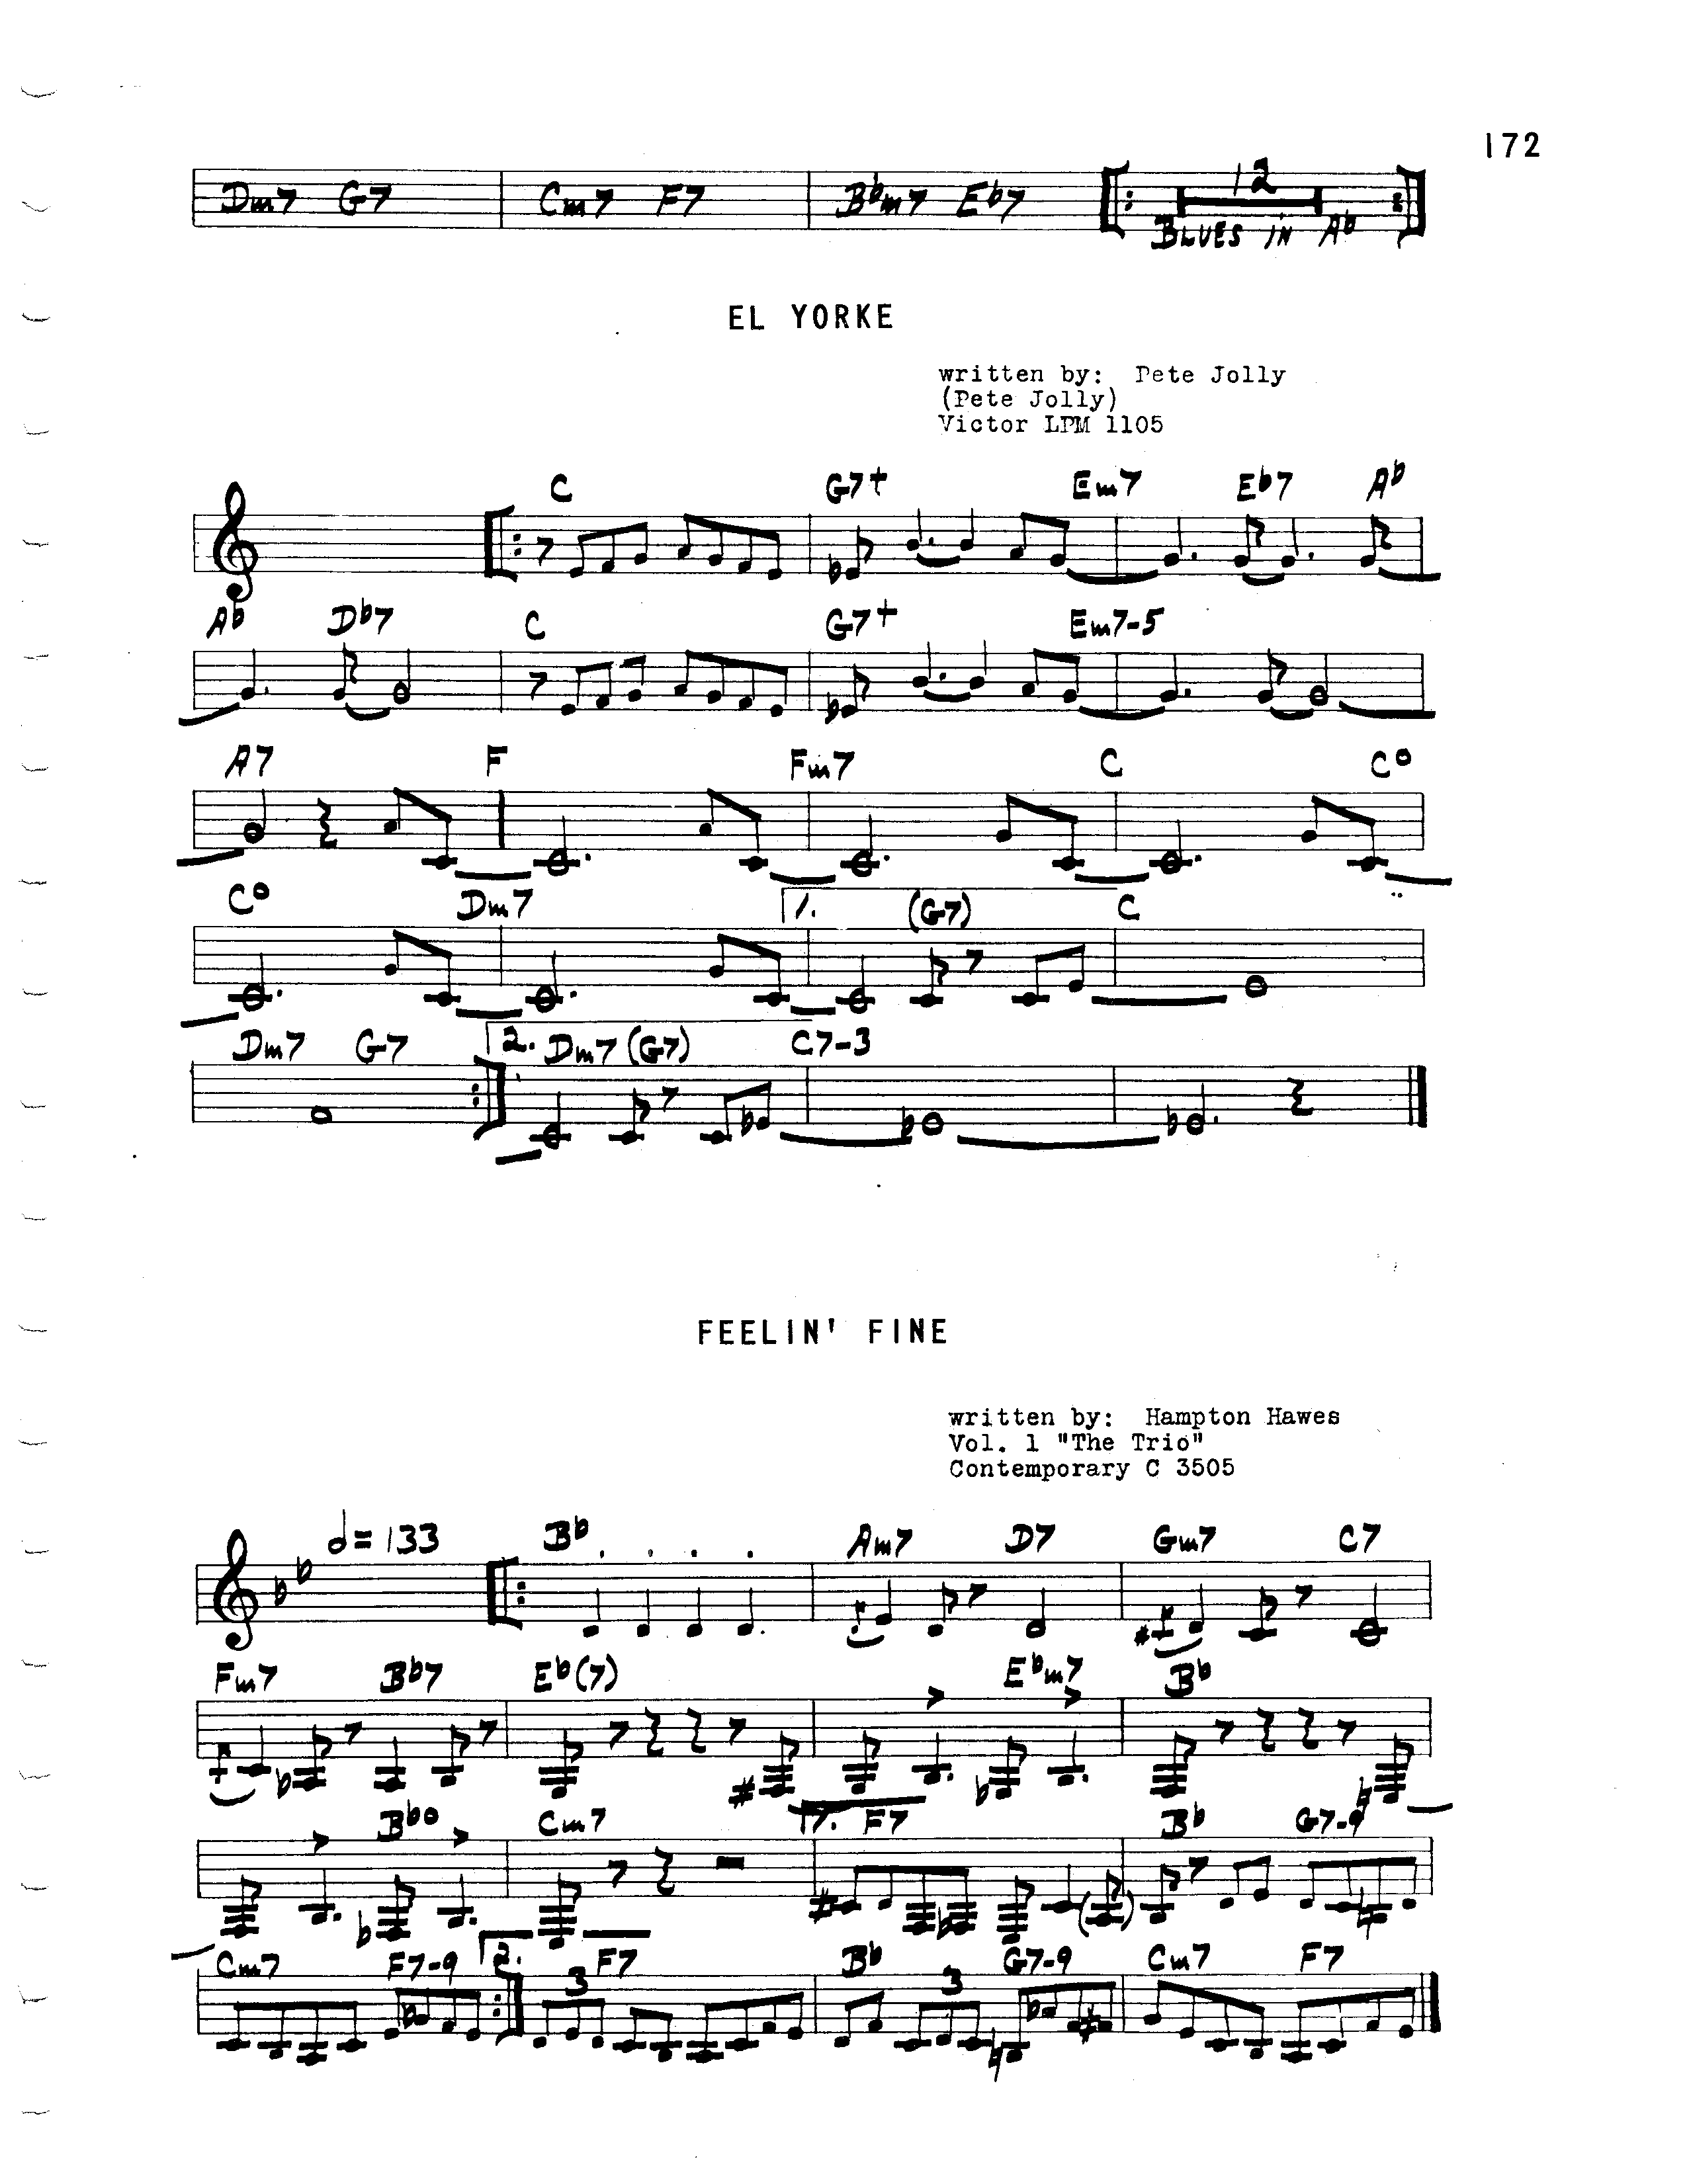 172
Dm7 G7 Cm7 F7 B♭m7 E♭7 12
BLUES IN A♭
EL YORKE
written by: Pete Jolly
(Pete Jolly)
Victor LPM 1105
C G7+ Em7 E♭7 A♭
A♭ D♭7 C G7+ Em7-5
A7 F Fm7 C C°
C° Dm7 1. (G7) C
Dm7 G7 2. Dm7 (G7) C7-3
FEELIN' FINE
written by: Hampton Hawes
Vol. 1 "The Trio"
Contemporary C 3505
𝅗𝅥 = 133 B♭ Am7 D7 Gm7 C7
Fm7 B♭7 E♭(7) E♭m7 B♭
B♭° Cm7 1. F7 B♭ G7-9
Cm7 F7-9 2. 3 F7 B♭ 3 G7-9 Cm7 F7